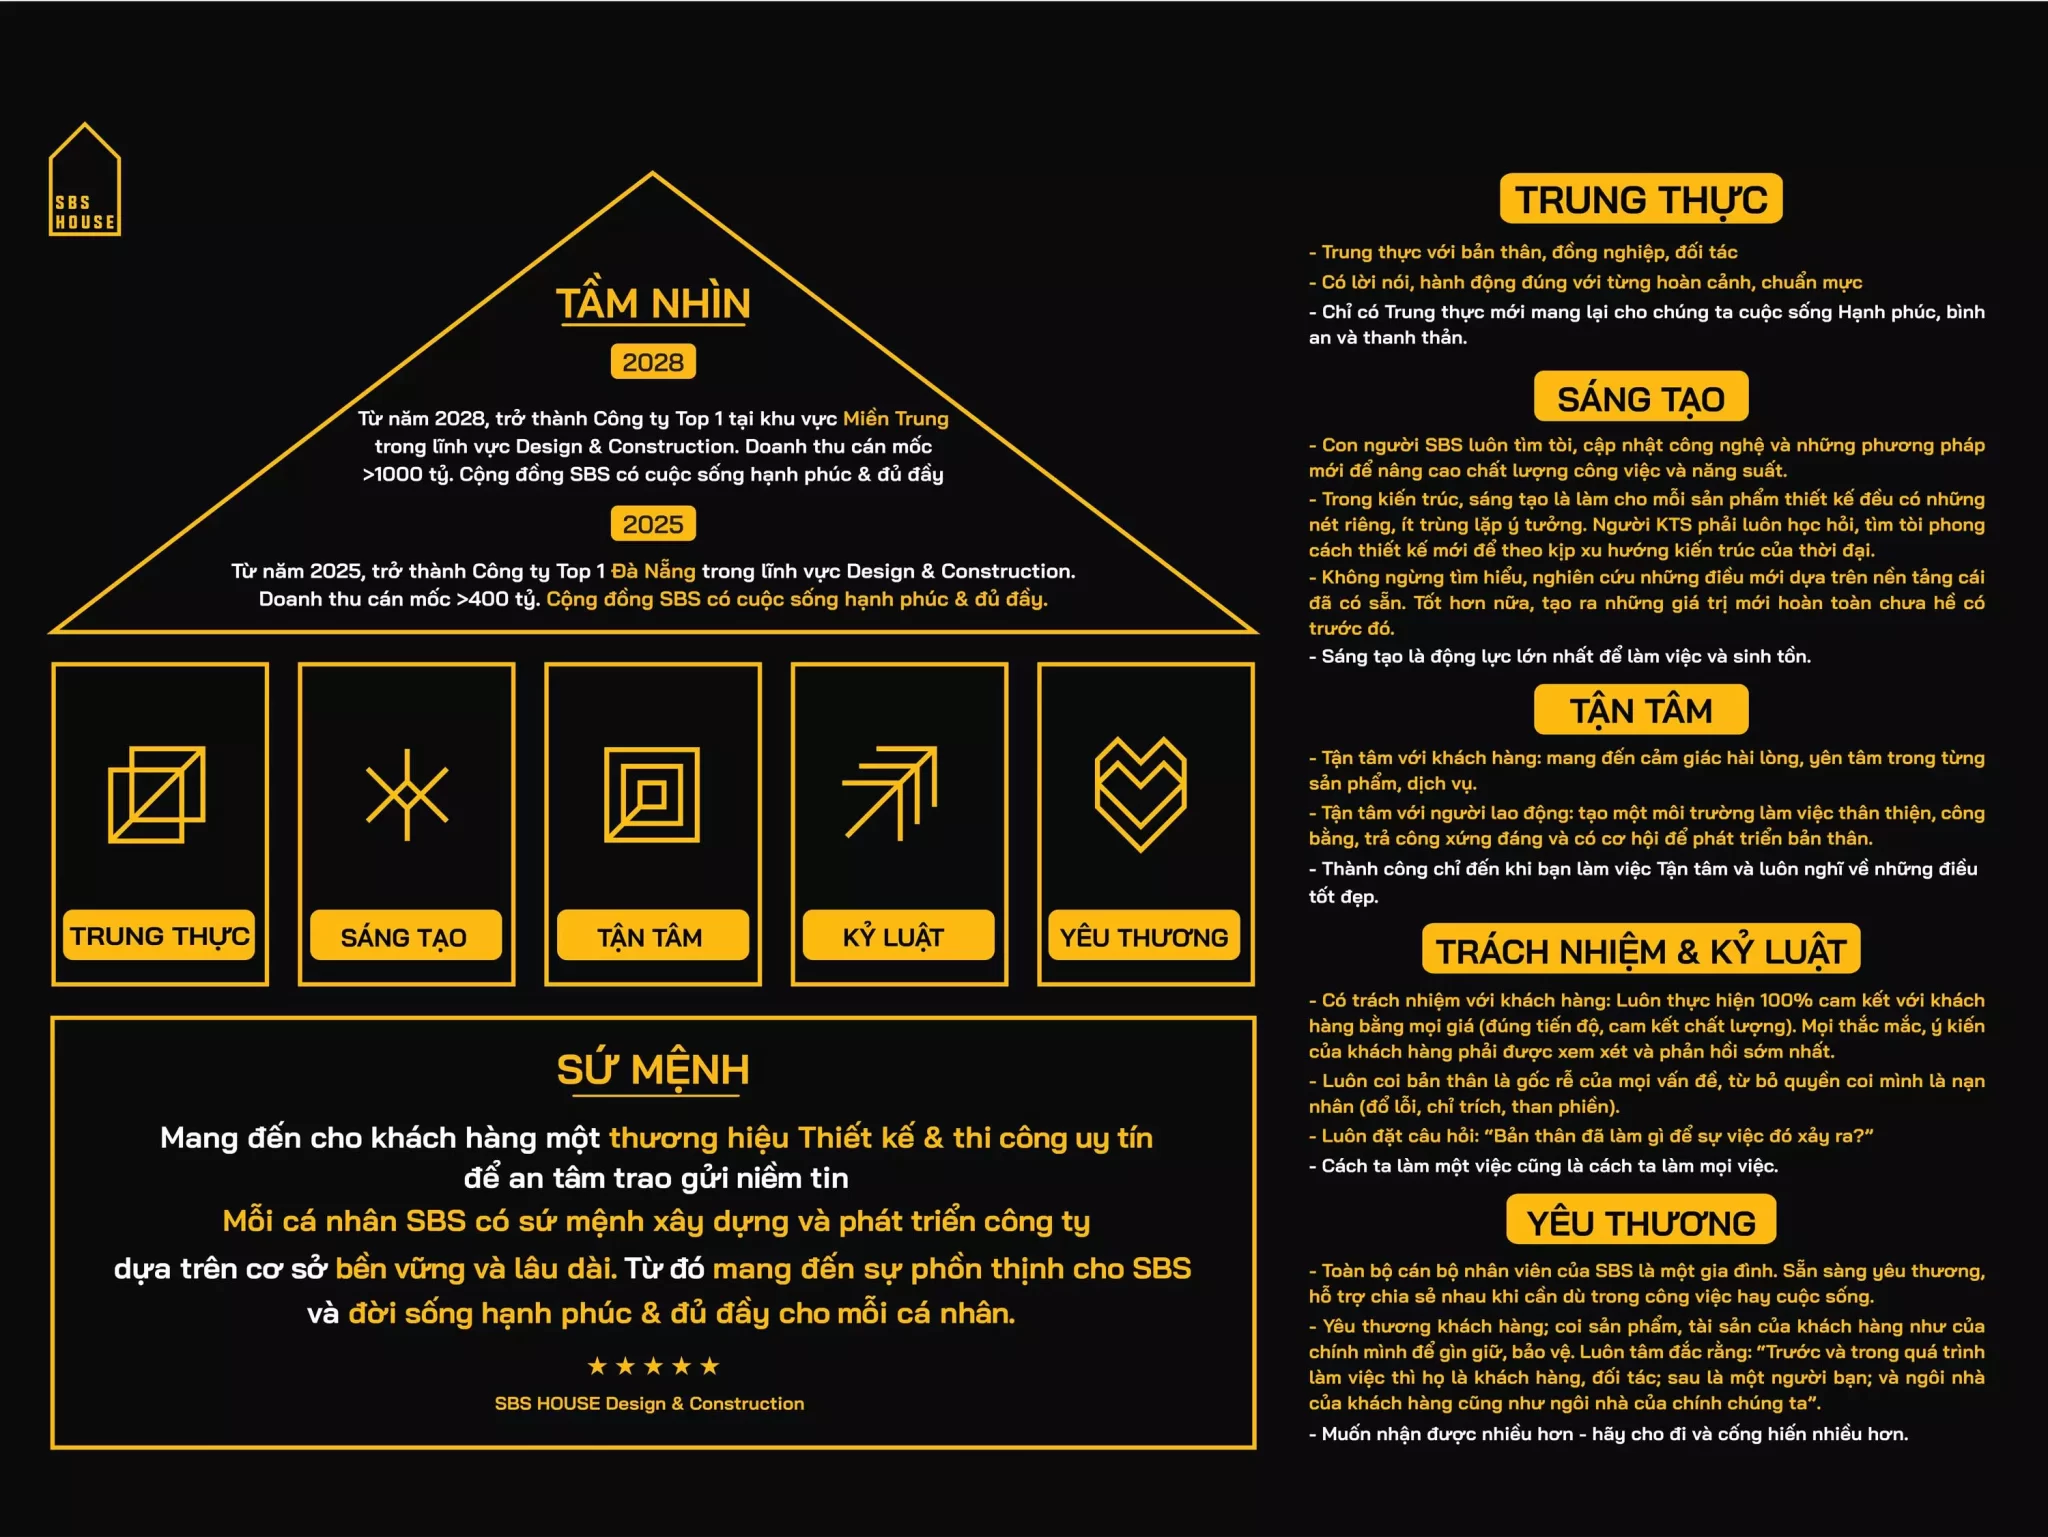 SBS
HOUSE
TẦM NHÌN
2028
Từ năm 2028, trở thành Công ty Top 1 tại khu vực Miền Trung
trong lĩnh vực Design & Construction. Doanh thu cán mốc
>1000 tỷ. Cộng đồng SBS có cuộc sống hạnh phúc & đủ đầy
2025
Từ năm 2025, trở thành Công ty Top 1 Đà Nẵng trong lĩnh vực Design & Construction.
Doanh thu cán mốc >400 tỷ. Cộng đồng SBS có cuộc sống hạnh phúc & đủ đầy.
TRUNG THỰC
SÁNG TẠO
TẬN TÂM
KỶ LUẬT
YÊU THƯƠNG
SỨ MỆNH
Mang đến cho khách hàng một thương hiệu Thiết kế & thi công uy tín
để an tâm trao gửi niềm tin
Mỗi cá nhân SBS có sứ mệnh xây dựng và phát triển công ty
dựa trên cơ sở bền vững và lâu dài. Từ đó mang đến sự phồn thịnh cho SBS
và đời sống hạnh phúc & đủ đầy cho mỗi cá nhân.
★ ★ ★ ★ ★
SBS HOUSE Design & Construction
TRUNG THỰC
- Trung thực với bản thân, đồng nghiệp, đối tác
- Có lời nói, hành động đúng với từng hoàn cảnh, chuẩn mực
- Chỉ có Trung thực mới mang lại cho chúng ta cuộc sống Hạnh phúc, bình
an và thanh thản.
SÁNG TẠO
- Con người SBS luôn tìm tòi, cập nhật công nghệ và những phương pháp
mới để nâng cao chất lượng công việc và năng suất.
- Trong kiến trúc, sáng tạo là làm cho mỗi sản phẩm thiết kế đều có những
nét riêng, ít trùng lặp ý tưởng. Người KTS phải luôn học hỏi, tìm tòi phong
cách thiết kế mới để theo kịp xu hướng kiến trúc của thời đại.
- Không ngừng tìm hiểu, nghiên cứu những điều mới dựa trên nền tảng cái
đã có sẵn. Tốt hơn nữa, tạo ra những giá trị mới hoàn toàn chưa hề có
trước đó.
- Sáng tạo là động lực lớn nhất để làm việc và sinh tồn.
TẬN TÂM
- Tận tâm với khách hàng: mang đến cảm giác hài lòng, yên tâm trong từng
sản phẩm, dịch vụ.
- Tận tâm với người lao động: tạo một môi trường làm việc thân thiện, công
bằng, trả công xứng đáng và có cơ hội để phát triển bản thân.
- Thành công chỉ đến khi bạn làm việc Tận tâm và luôn nghĩ về những điều
tốt đẹp.
TRÁCH NHIỆM & KỶ LUẬT
- Có trách nhiệm với khách hàng: Luôn thực hiện 100% cam kết với khách
hàng bằng mọi giá (đúng tiến độ, cam kết chất lượng). Mọi thắc mắc, ý kiến
của khách hàng phải được xem xét và phản hồi sớm nhất.
- Luôn coi bản thân là gốc rễ của mọi vấn đề, từ bỏ quyền coi mình là nạn
nhân (đổ lỗi, chỉ trích, than phiền).
- Luôn đặt câu hỏi: “Bản thân đã làm gì để sự việc đó xảy ra?”
- Cách ta làm một việc cũng là cách ta làm mọi việc.
YÊU THƯƠNG
- Toàn bộ cán bộ nhân viên của SBS là một gia đình. Sẵn sàng yêu thương,
hỗ trợ chia sẻ nhau khi cần dù trong công việc hay cuộc sống.
- Yêu thương khách hàng; coi sản phẩm, tài sản của khách hàng như của
chính mình để gìn giữ, bảo vệ. Luôn tâm đắc rằng: “Trước và trong quá trình
làm việc thì họ là khách hàng, đối tác; sau là một người bạn; và ngôi nhà
của khách hàng cũng như ngôi nhà của chính chúng ta”.
- Muốn nhận được nhiều hơn - hãy cho đi và cống hiến nhiều hơn.